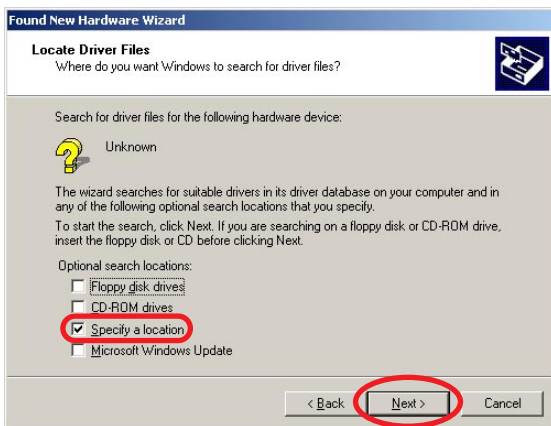 Found New Hardware Wizard
Locate Driver Files
Where do you want Windows to search for driver files?
Search for driver files for the following hardware device:
Unknown
The wizard searches for suitable drivers in its driver database on your computer and in
any of the following optional search locations that you specify.
To start the search, click Next. If you are searching on a floppy disk or CD-ROM drive,
insert the floppy disk or CD before clicking Next.
Optional search locations:
Floppy disk drives
CD-ROM drives
Specify a location
Microsoft Windows Update
< Back Next > Cancel